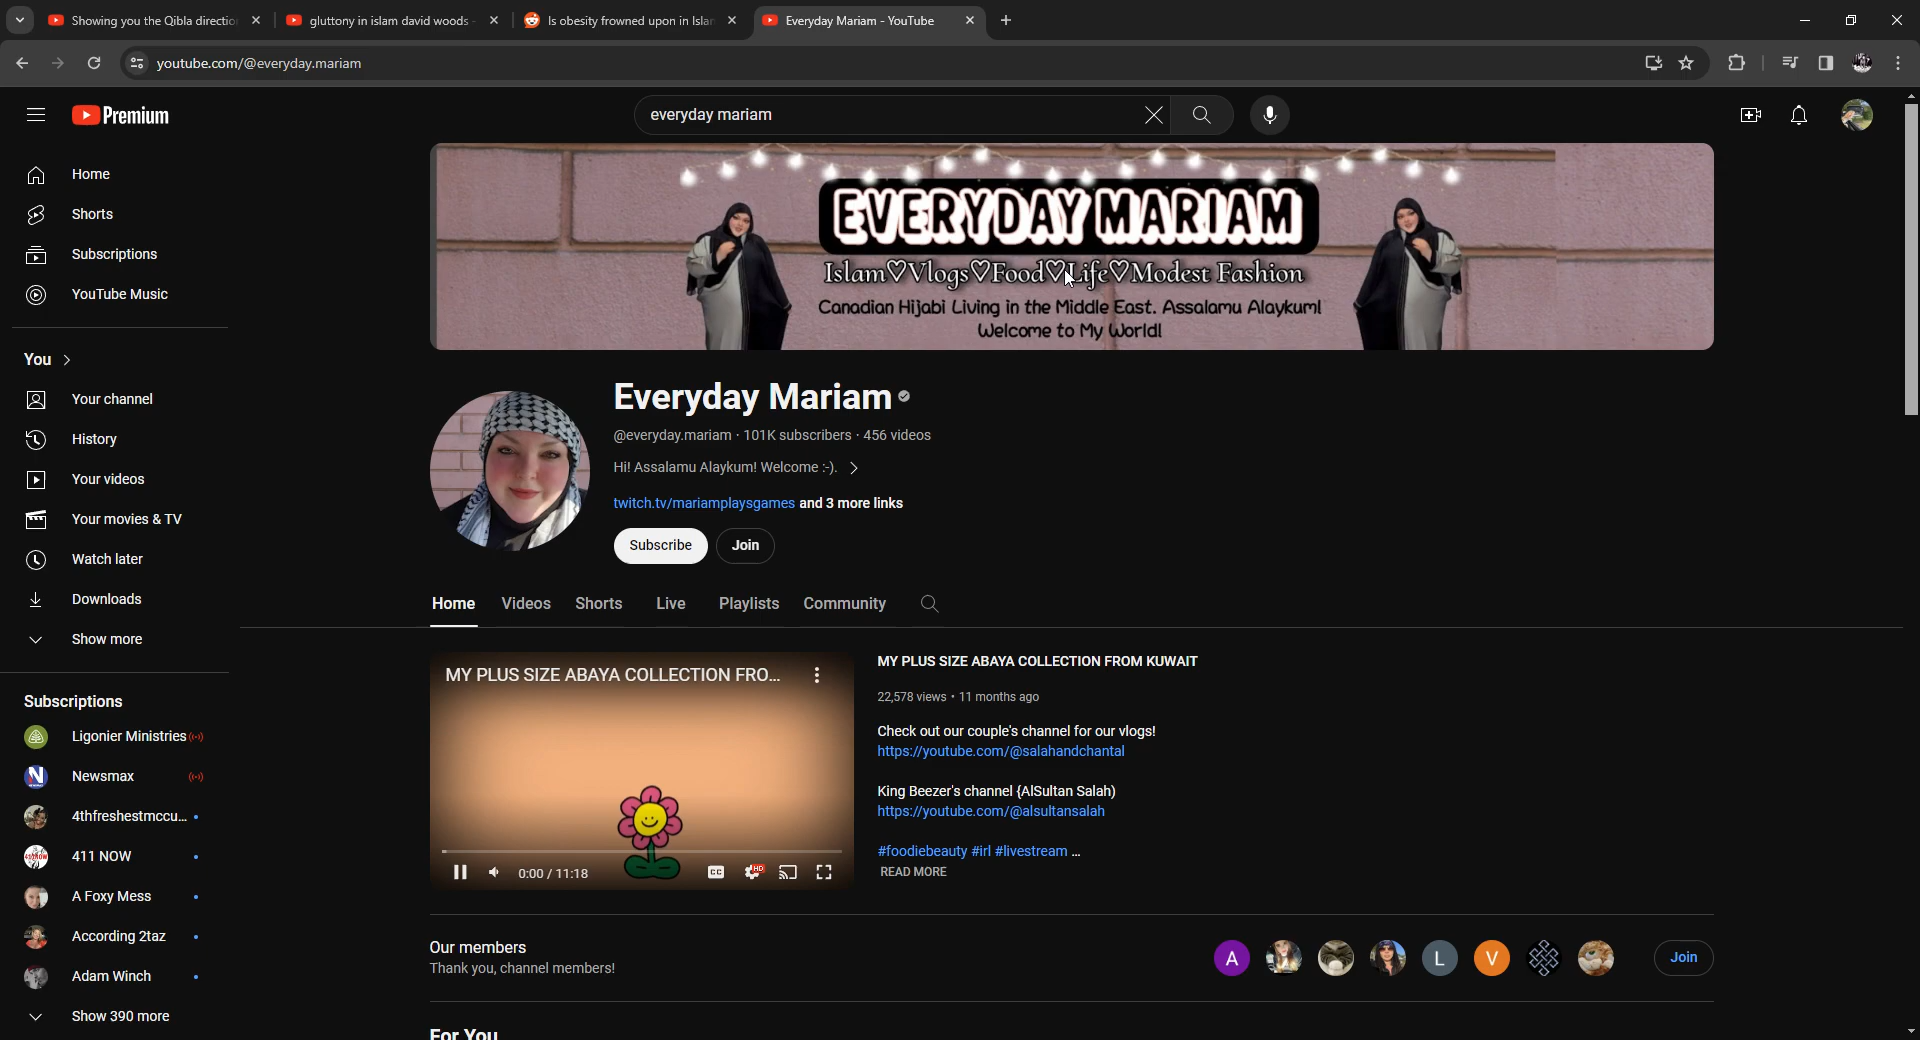 Showing you the Qibla directio
gluttony in islam david woods -
Is obesity frowned upon in Islam
Everyday Mariam - YouTube
youtube.com/@everyday.mariam
Premium
everyday mariam
Home
Shorts
Subscriptions
YouTube Music
You
Your channel
History
Your videos
Your movies & TV
Watch later
Downloads
Show more
Subscriptions
Ligonier Ministries
Newsmax
4thfreshestmccu...
411 NOW
A Foxy Mess
According 2taz
Adam Winch
Show 390 more
EVERYDAY MARIAM
Islam♡Vlogs♡Food♡Life♡Modest Fashion
Canadian Hijabi Living in the Middle East. Assalamu Alaykum!
Welcome to My World!
Everyday Mariam
@everyday.mariam · 101K subscribers · 456 videos
Hi! Assalamu Alaykum! Welcome :-).
twitch.tv/mariamplaysgames and 3 more links
Subscribe
Join
Home
Videos
Shorts
Live
Playlists
Community
MY PLUS SIZE ABAYA COLLECTION FRO...
0:00 / 11:18
CC
HD
MY PLUS SIZE ABAYA COLLECTION FROM KUWAIT
22,578 views • 11 months ago
Check out our couple's channel for our vlogs!
https://youtube.com/@salahandchantal
King Beezer's channel {AlSultan Salah)
https://youtube.com/@alsultansalah
#foodiebeauty #irl #livestream ...
READ MORE
Our members
Thank you, channel members!
A
L
V
Join
For You